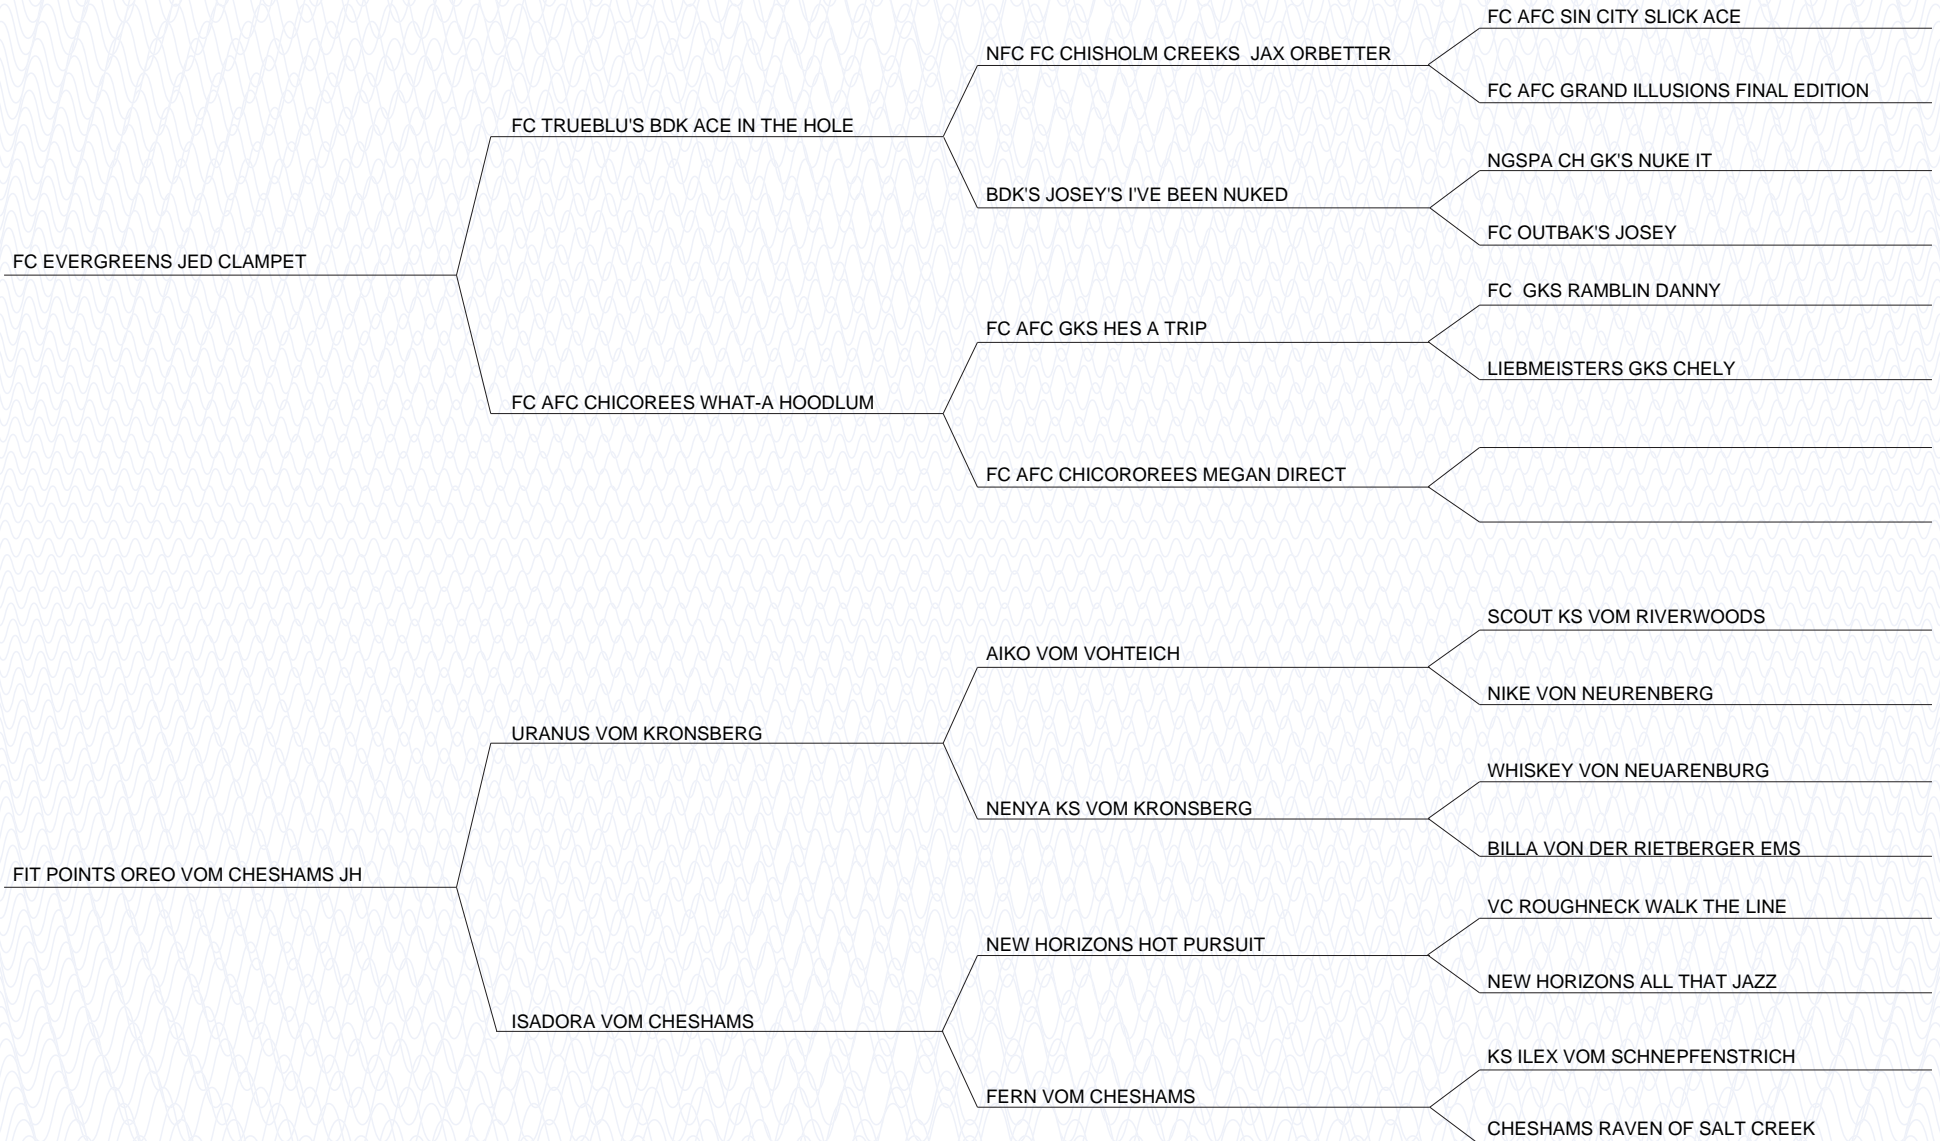 FC AFC SIN CITY SLICK ACE
NFC FC CHISHOLM CREEKS  JAX ORBETTER
FC AFC GRAND ILLUSIONS FINAL EDITION
FC TRUEBLU'S BDK ACE IN THE HOLE
NGSPA CH GK'S NUKE IT
BDK'S JOSEY'S I'VE BEEN NUKED
FC OUTBAK'S JOSEY
FC EVERGREENS JED CLAMPET
FC  GKS RAMBLIN DANNY
FC AFC GKS HES A TRIP
LIEBMEISTERS GKS CHELY
FC AFC CHICOREES WHAT-A HOODLUM
FC AFC CHICOROREES MEGAN DIRECT
SCOUT KS VOM RIVERWOODS
AIKO VOM VOHTEICH
NIKE VON NEURENBERG
URANUS VOM KRONSBERG
WHISKEY VON NEUARENBURG
NENYA KS VOM KRONSBERG
BILLA VON DER RIETBERGER EMS
FIT POINTS OREO VOM CHESHAMS JH
VC ROUGHNECK WALK THE LINE
NEW HORIZONS HOT PURSUIT
NEW HORIZONS ALL THAT JAZZ
ISADORA VOM CHESHAMS
KS ILEX VOM SCHNEPFENSTRICH
FERN VOM CHESHAMS
CHESHAMS RAVEN OF SALT CREEK